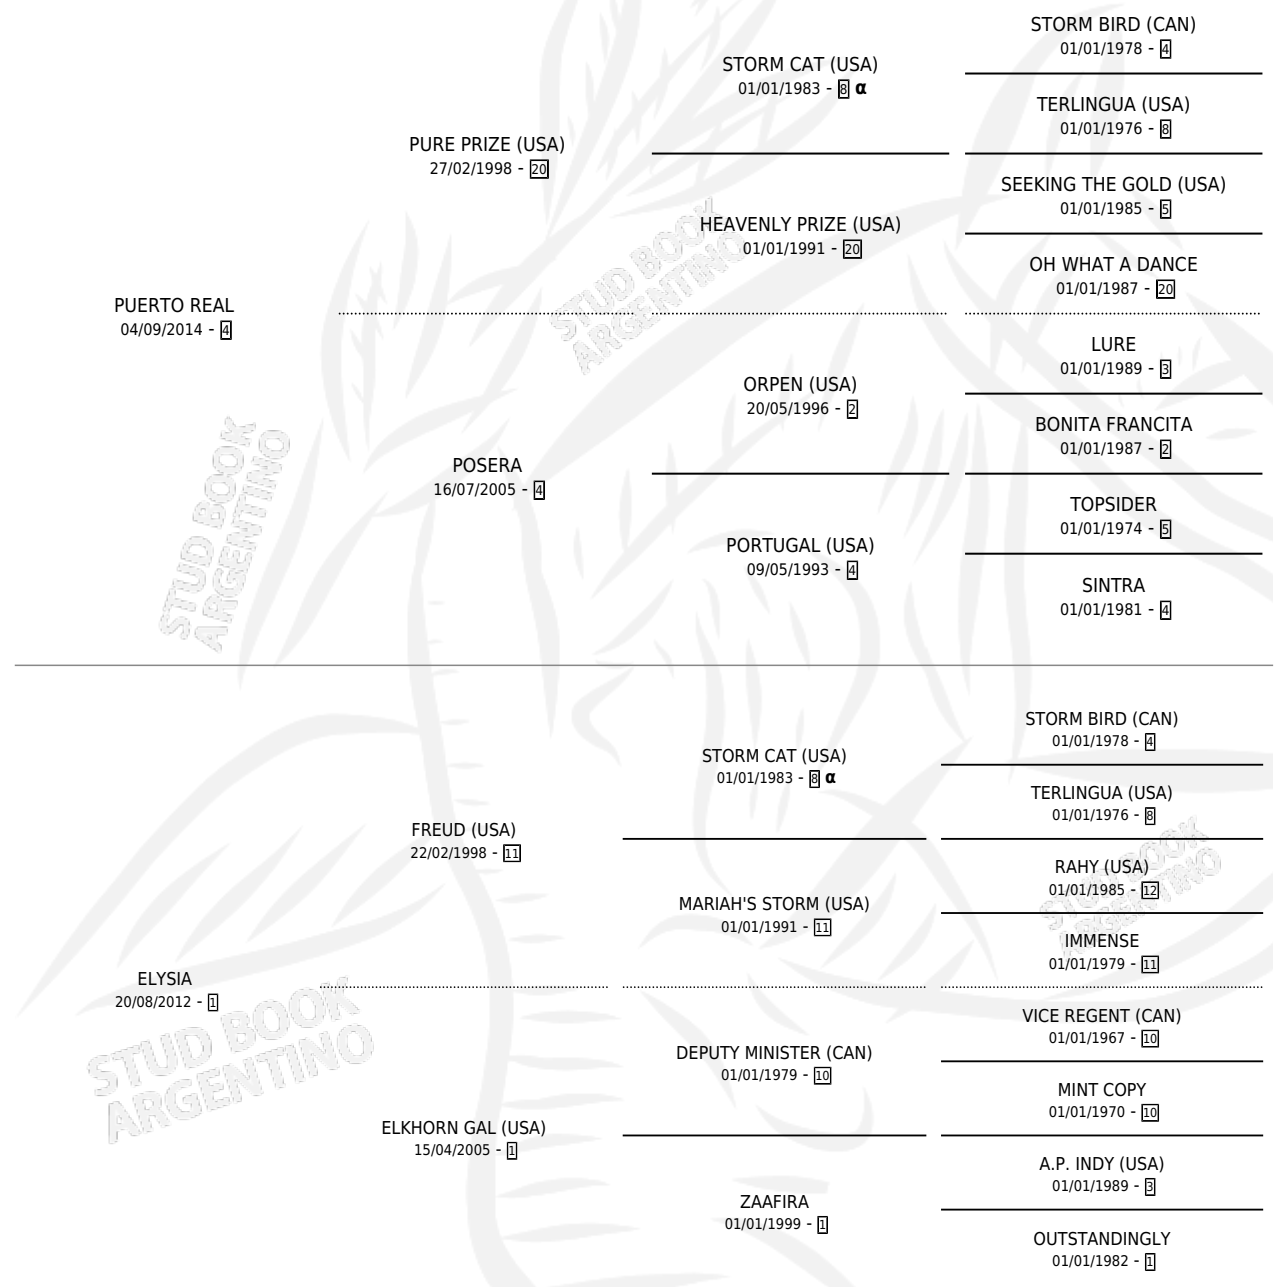 STORM BIRD (CAN)
01/01/1978 - 4
STORM CAT (USA)
01/01/1983 - 8 α
TERLINGUA (USA)
01/01/1976 - 8
PURE PRIZE (USA)
27/02/1998 - 20
SEEKING THE GOLD (USA)
01/01/1985 - 5
HEAVENLY PRIZE (USA)
01/01/1991 - 20
OH WHAT A DANCE
01/01/1987 - 20
PUERTO REAL
04/09/2014 - 4
LURE
01/01/1989 - 3
ORPEN (USA)
20/05/1996 - 2
BONITA FRANCITA
01/01/1987 - 2
POSERA
16/07/2005 - 4
TOPSIDER
01/01/1974 - 5
PORTUGAL (USA)
09/05/1993 - 4
SINTRA
01/01/1981 - 4
STUD BOOK
ARGENTINO
STUD BOOK
ARGENTINO
STORM BIRD (CAN)
01/01/1978 - 4
STORM CAT (USA)
01/01/1983 - 8 α
TERLINGUA (USA)
01/01/1976 - 8
FREUD (USA)
22/02/1998 - 11
RAHY (USA)
01/01/1985 - 12
MARIAH'S STORM (USA)
01/01/1991 - 11
IMMENSE
01/01/1979 - 11
ELYSIA
20/08/2012 - 1
VICE REGENT (CAN)
01/01/1967 - 10
DEPUTY MINISTER (CAN)
01/01/1979 - 10
MINT COPY
01/01/1970 - 10
ELKHORN GAL (USA)
15/04/2005 - 1
A.P. INDY (USA)
01/01/1989 - 3
ZAAFIRA
01/01/1999 - 1
OUTSTANDINGLY
01/01/1982 - 1
STUD BOOK
ARGENTINO
STUD BOOK
ARGENTINO